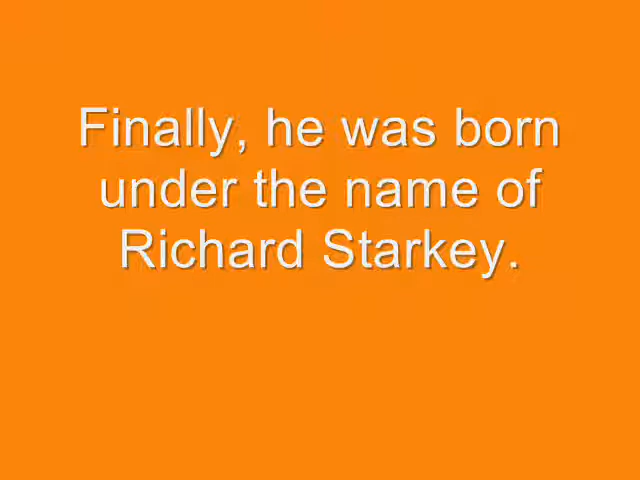 Finally, he was born
under the name of
Richard Starkey.